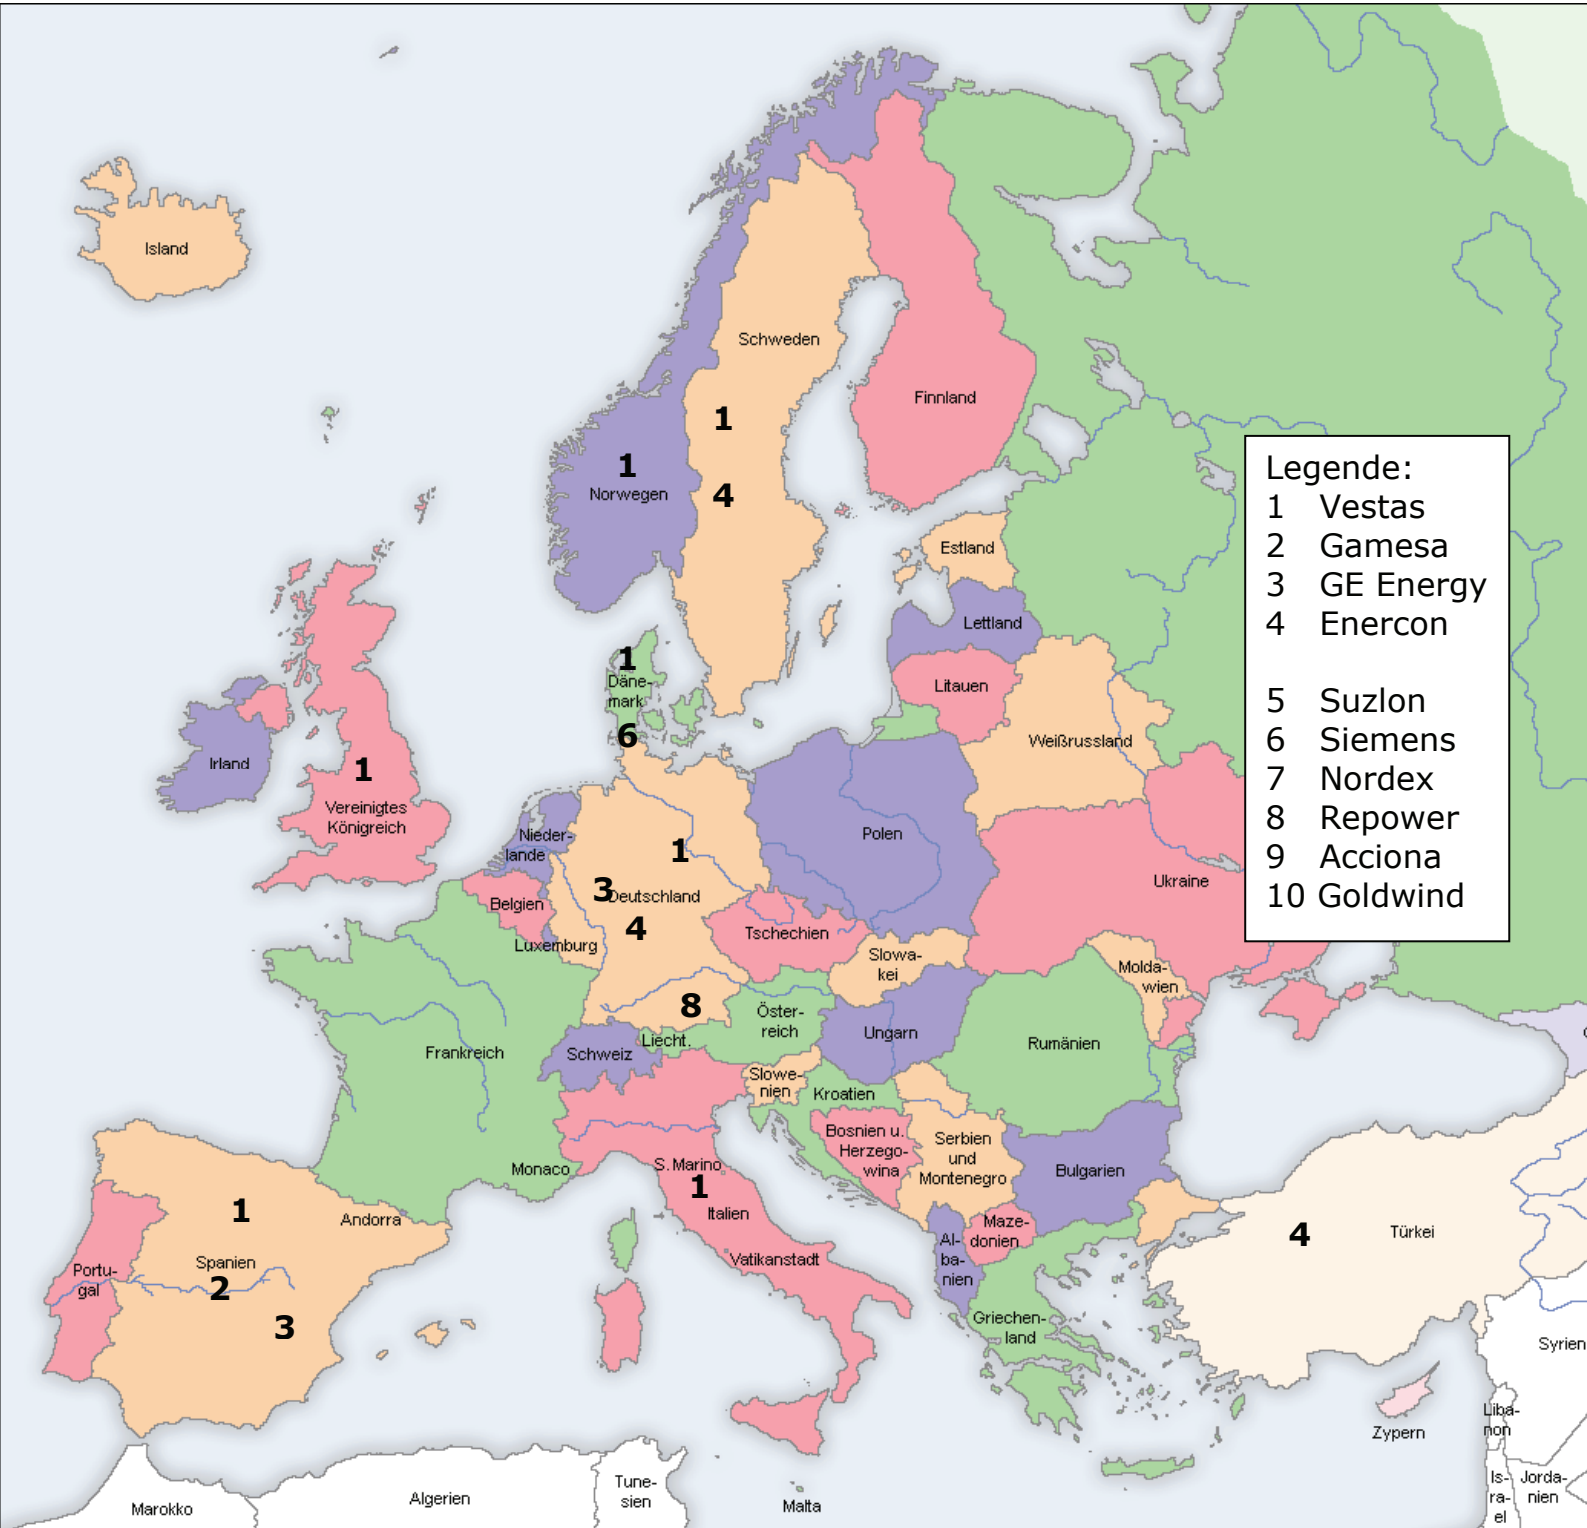 Island
Schweden
Finnland
1
1
Norwegen
4
Legende:
1 Vestas
2 Gamesa
3 GE Energy
4 Enercon
5 Suzlon
6 Siemens
7 Nordex
8 Repower
9 Acciona
10 Goldwind
Estland
Lettland
1
Däne-
mark
6
Litauen
Weißrussland
Irland
1
Vereinigtes
Königreich
Nieder-
lande
1
Polen
3
Deutschland
4
Ukraine
Belgien
Luxemburg
Tschechien
Slowa-
kei
Molda-
wien
8
Öster-
reich
Ungarn
Rumänien
Frankreich
Schweiz
Liecht.
Slowe-
nien
Kroatien
Bosnien u.
Herzego-
wina
Serbien
und
Montenegro
Bulgarien
Monaco
S. Marino
1
Italien
Vatikanstadt
1
Andorra
Spanien
2
3
Portu-
gal
Al-
ba-
nien
Maze-
donien
4
Türkei
Griechen-
land
Syrien
Zypern
Liba-
non
Is-
ra-
el
Jorda-
nien
Marokko
Algerien
Tune-
sien
Malta